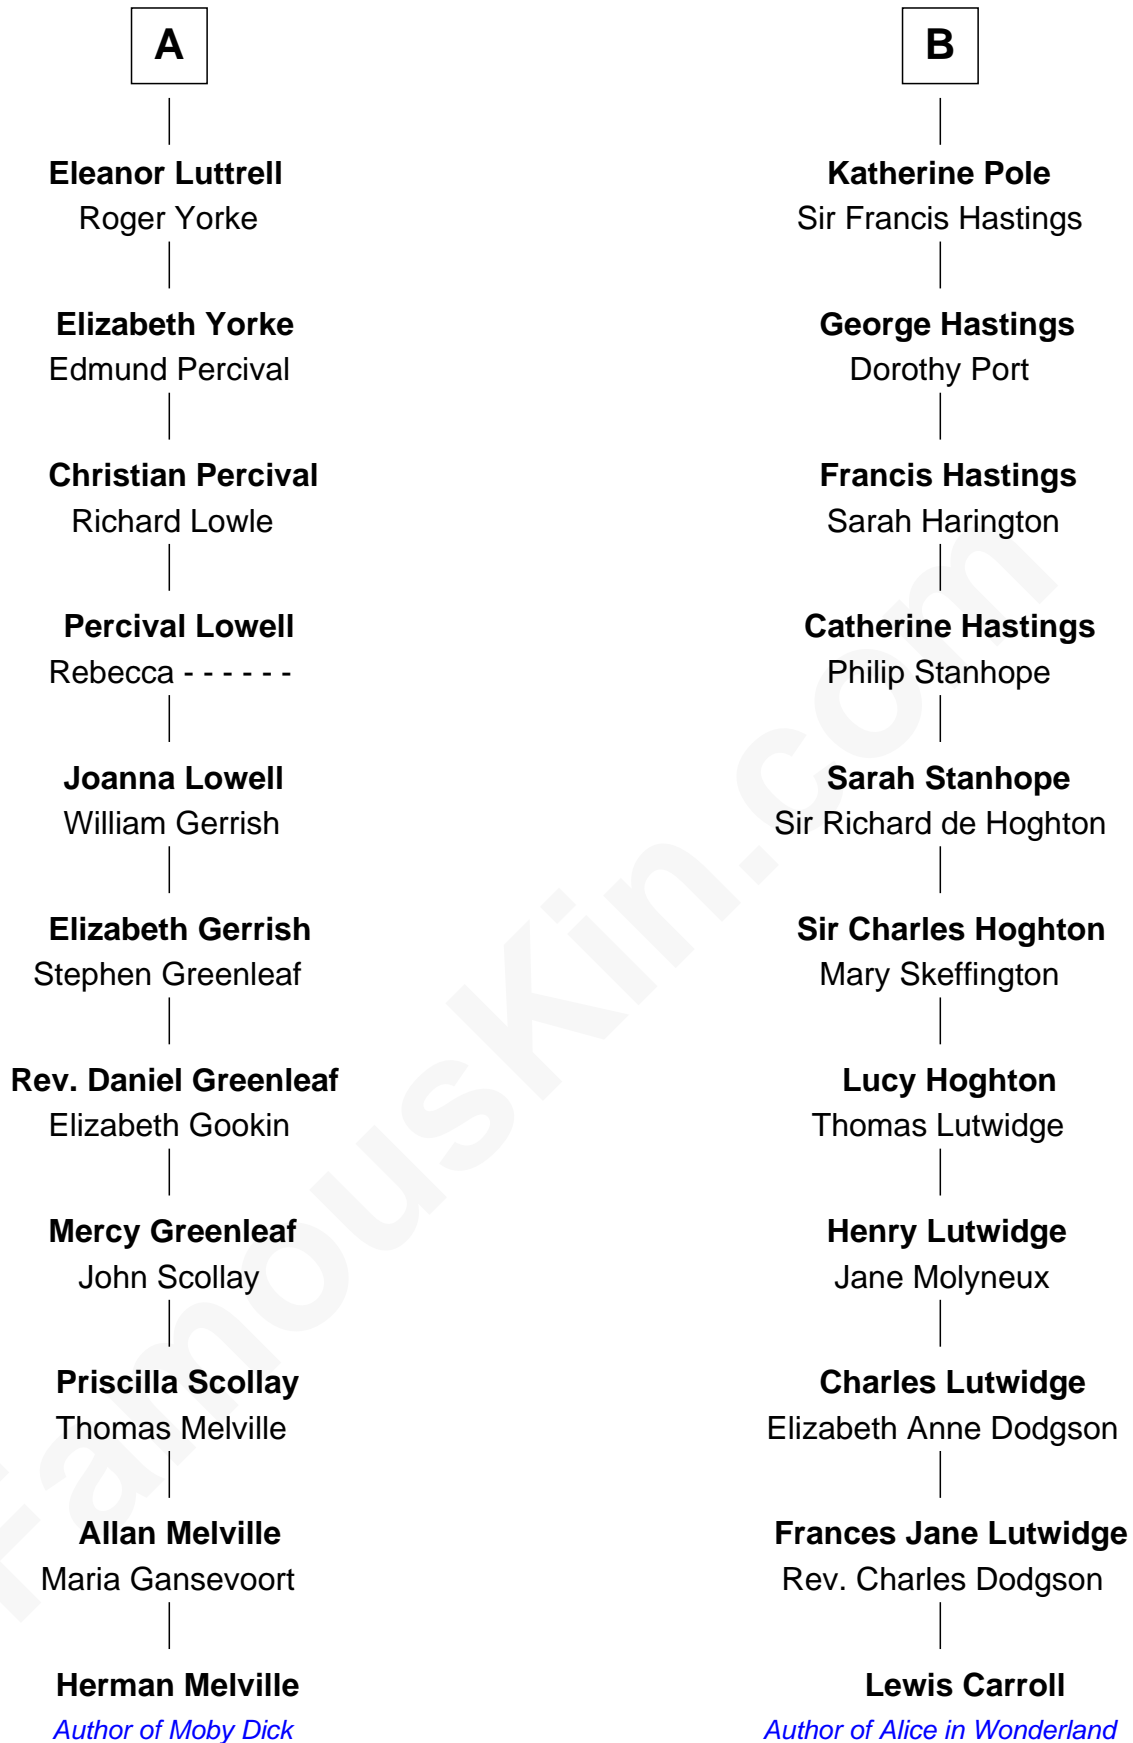 A
Eleanor Luttrell
Roger Yorke
Elizabeth Yorke
Edmund Percival
Christian Percival
Richard Lowle
Percival Lowell
Rebecca - - - - - -
Joanna Lowell
William Gerrish
Elizabeth Gerrish
Stephen Greenleaf
Rev. Daniel Greenleaf
Elizabeth Gookin
Mercy Greenleaf
John Scollay
Priscilla Scollay
Thomas Melville
Allan Melville
Maria Gansevoort
Herman Melville
Author of Moby Dick
B
Katherine Pole
Sir Francis Hastings
George Hastings
Dorothy Port
Francis Hastings
Sarah Harington
Catherine Hastings
Philip Stanhope
Sarah Stanhope
Sir Richard de Hoghton
Sir Charles Hoghton
Mary Skeffington
Lucy Hoghton
Thomas Lutwidge
Henry Lutwidge
Jane Molyneux
Charles Lutwidge
Elizabeth Anne Dodgson
Frances Jane Lutwidge
Rev. Charles Dodgson
Lewis Carroll
Author of Alice in Wonderland
FamousKin.com